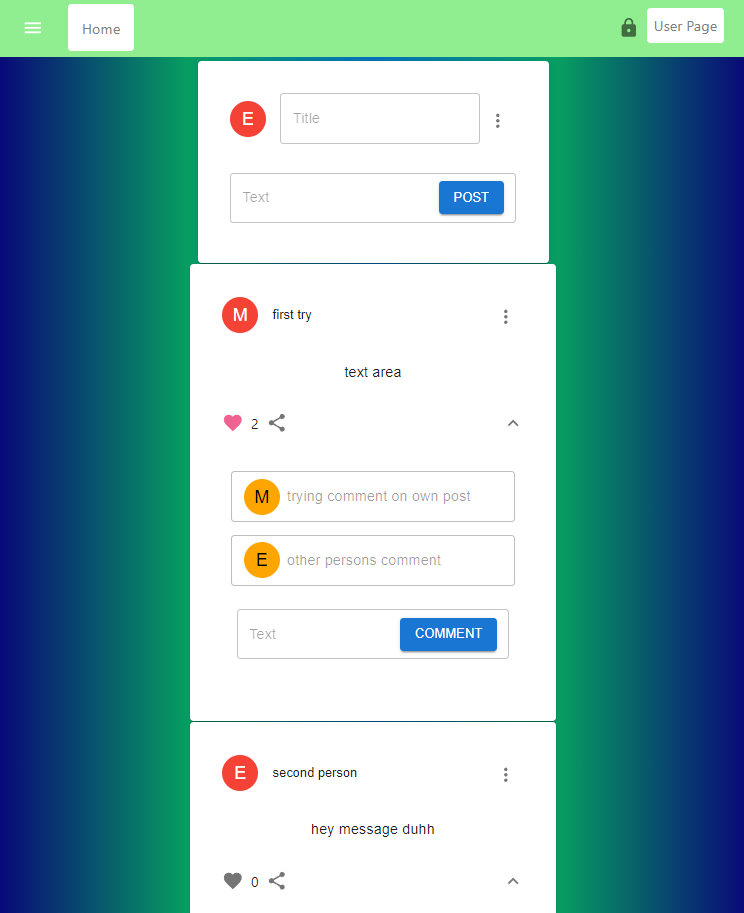 Home
User Page
E
Title
Text
POST
M
first try
text area
2
M
trying comment on own post
E
other persons comment
Text
COMMENT
E
second person
hey message duhh
0